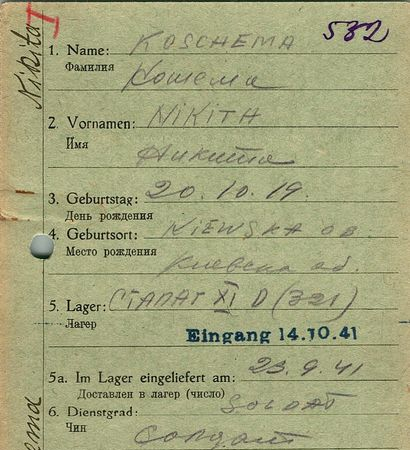 Nikita I
532
1. Name: KOSCHEMA
Фамилия Кошема
2. Vornamen: NIKITA
Имя Никита
3. Geburtstag: 20.10.19.
День рождения
4. Geburtsort: KIEWSKA OB
Место рождения Киевска об.
5. Lager: СТАЛАГ XI D (321)
Лагер
Eingang 14.10.41
5a. Im Lager eingeliefert am: 23.9.41
Доставлен в лагер (число)
6. Dienstgrad: SOLDAT
Чин Солдат